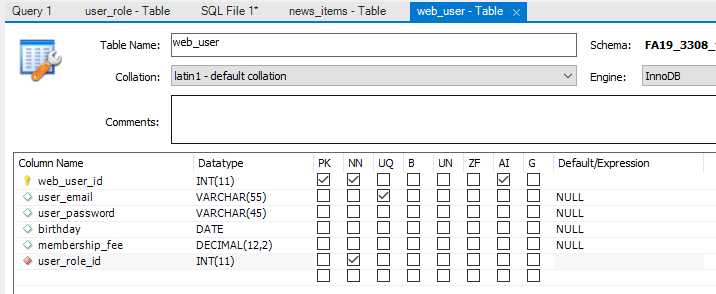 Query 1 user_role - Table SQL File 1* news_items - Table web_user - Table
Table Name: web_user Schema: FA19_3308_
Collation: latin1 - default collation Engine: InnoDB
Comments:
Column Name Datatype PK NN UQ B UN ZF AI G Default/Expression
web_user_id INT(11)
user_email VARCHAR(55) NULL
user_password VARCHAR(45) NULL
birthday DATE NULL
membership_fee DECIMAL(12,2) NULL
user_role_id INT(11)